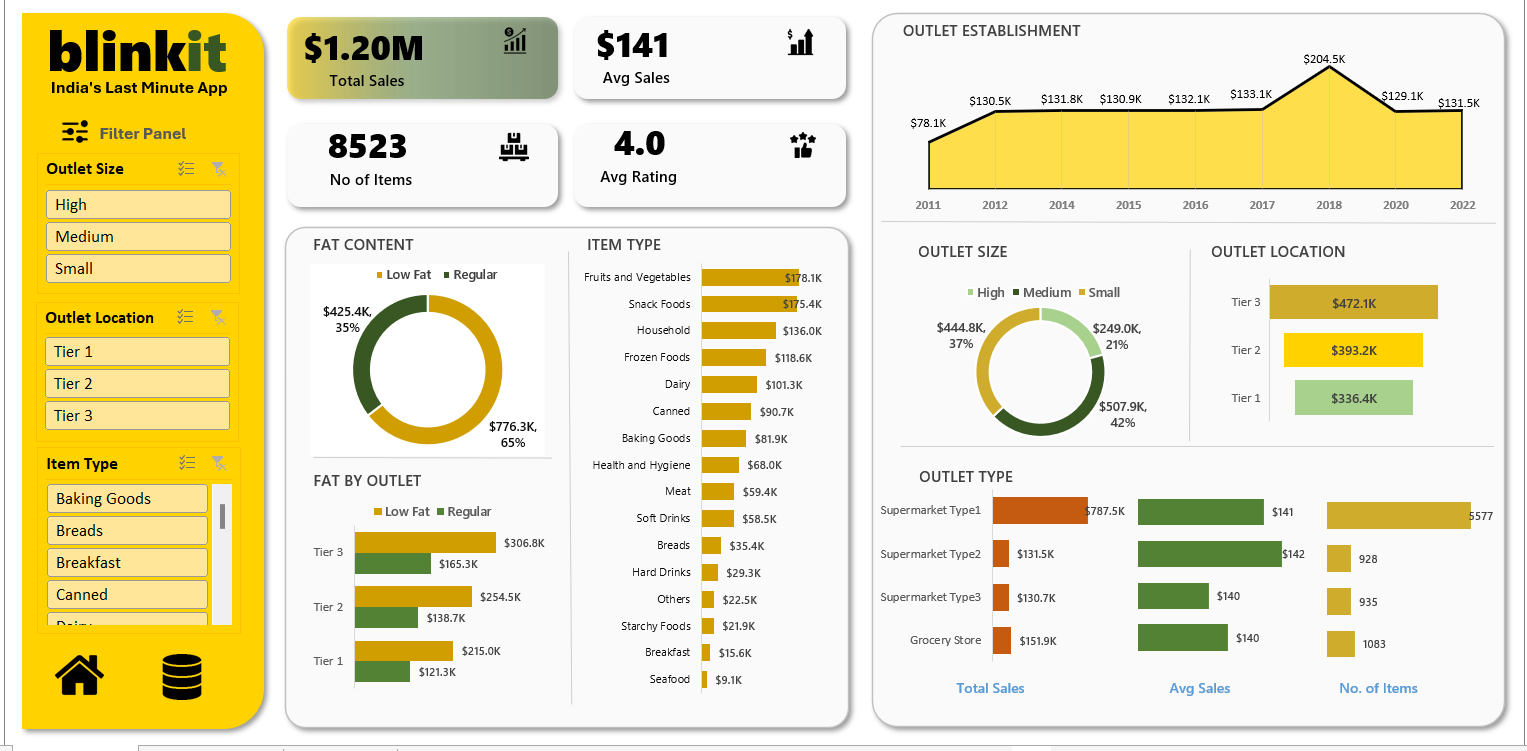 blinkit
India's Last Minute App
Filter Panel
Outlet Size
High
Medium
Small
Outlet Location
Tier 1
Tier 2
Tier 3
Item Type
Baking Goods
Breads
Breakfast
Canned
Dairy
$1.20M
Total Sales
$141
Avg Sales
8523
No of Items
4.0
Avg Rating
FAT CONTENT
Low Fat Regular
$425.4K,
35%
$776.3K,
65%
FAT BY OUTLET
Low Fat Regular
Tier 3 $306.8K
$165.3K
Tier 2 $254.5K
$138.7K
Tier 1 $215.0K
$121.3K
ITEM TYPE
Fruits and Vegetables $178.1K
Snack Foods $175.4K
Household $136.0K
Frozen Foods $118.6K
Dairy $101.3K
Canned $90.7K
Baking Goods $81.9K
Health and Hygiene $68.0K
Meat $59.4K
Soft Drinks $58.5K
Breads $35.4K
Hard Drinks $29.3K
Others $22.5K
Starchy Foods $21.9K
Breakfast $15.6K
Seafood $9.1K
OUTLET ESTABLISHMENT
$78.1K $130.5K $131.8K $130.9K $132.1K $133.1K $204.5K $129.1K $131.5K
2011 2012 2014 2015 2016 2017 2018 2020 2022
OUTLET SIZE
High Medium Small
$444.8K,
37%
$249.0K,
21%
$507.9K,
42%
OUTLET LOCATION
Tier 3 $472.1K
Tier 2 $393.2K
Tier 1 $336.4K
OUTLET TYPE
Supermarket Type1 $787.5K $141 5577
Supermarket Type2 $131.5K $142 928
Supermarket Type3 $130.7K $140 935
Grocery Store $151.9K $140 1083
Total Sales Avg Sales No. of Items